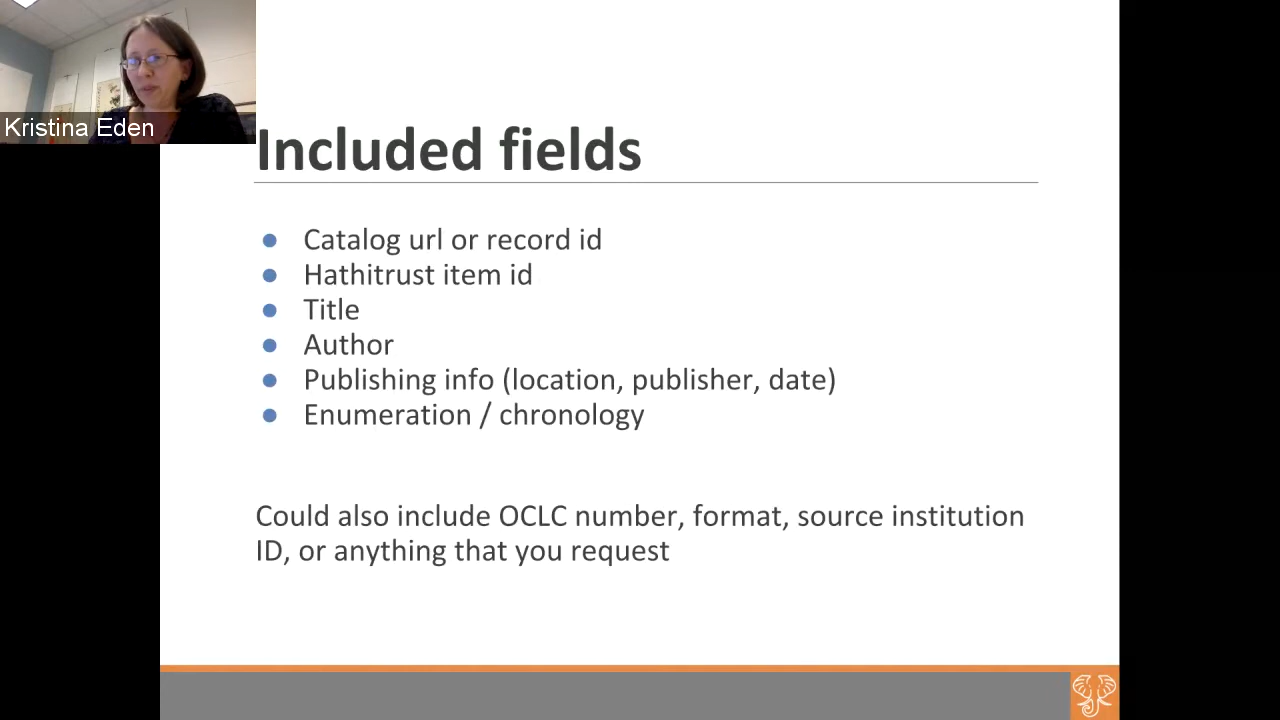 Kristina Eden
Included fields
● Catalog url or record id
● Hathitrust item id
● Title
● Author
● Publishing info (location, publisher, date)
● Enumeration / chronology
Could also include OCLC number, format, source institution
ID, or anything that you request